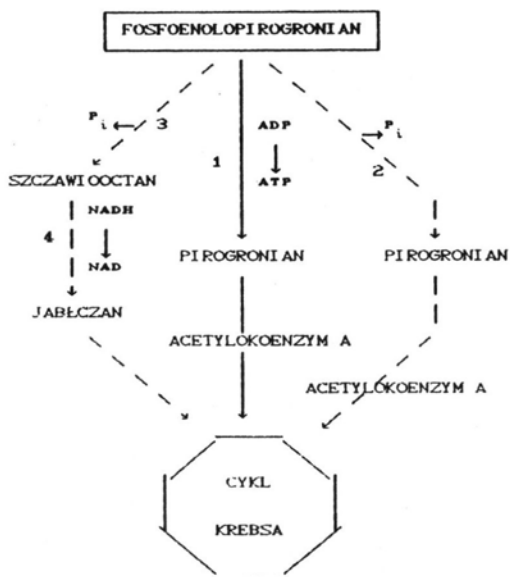 FOSFOENOLOPIROGRONIAN
Pi
3
ADP
Pi
1
2
SZCZAWIOOCTAN
ATP
NADH
4
NAD
PIROGRONIAN
PIROGRONIAN
JABŁCZAN
ACETYLOKOENZYM A
ACETYLOKOENZYM A
CYKL
KREBSA